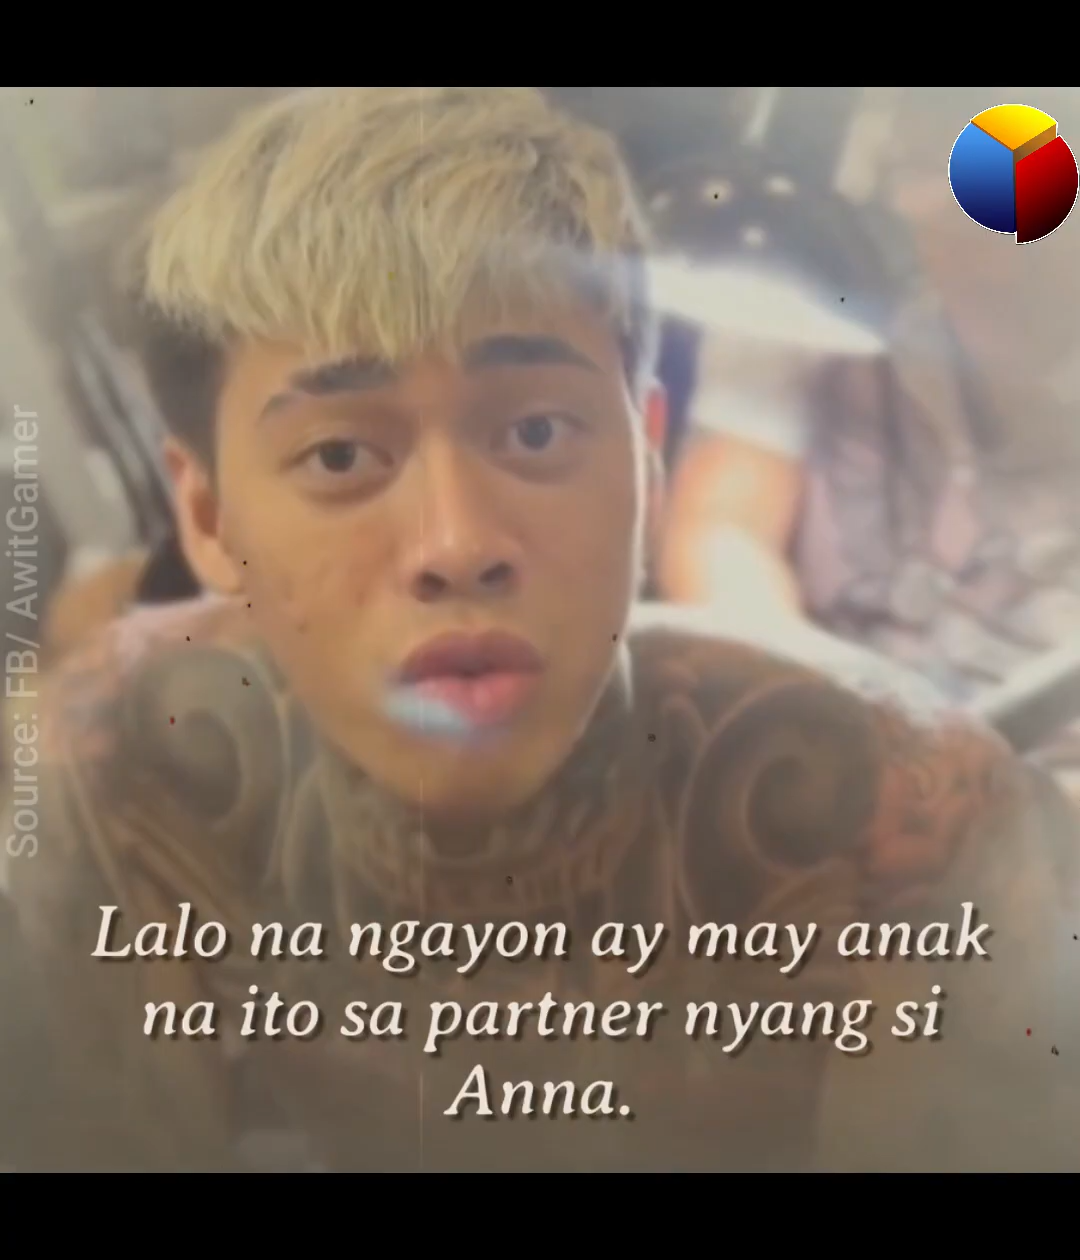 Source: FB/ AwitGamer
Lalo na ngayon ay may anak
na ito sa partner nyang si
Anna.